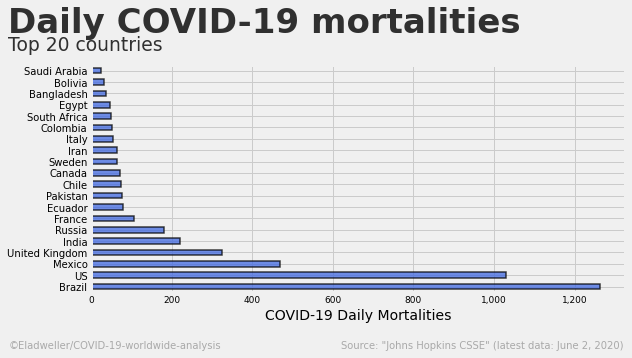 Daily COVID-19 mortalities
Top 20 countries
Saudi Arabia
Bolivia
Bangladesh
Egypt
South Africa
Colombia
Italy
Iran
Sweden
Canada
Chile
Pakistan
Ecuador
France
Russia
India
United Kingdom
Mexico
US
Brazil
0 200 400 600 800 1,000 1,200
COVID-19 Daily Mortalities
©Eladweller/COVID-19-worldwide-analysis Source: "Johns Hopkins CSSE" (latest data: June 2, 2020)